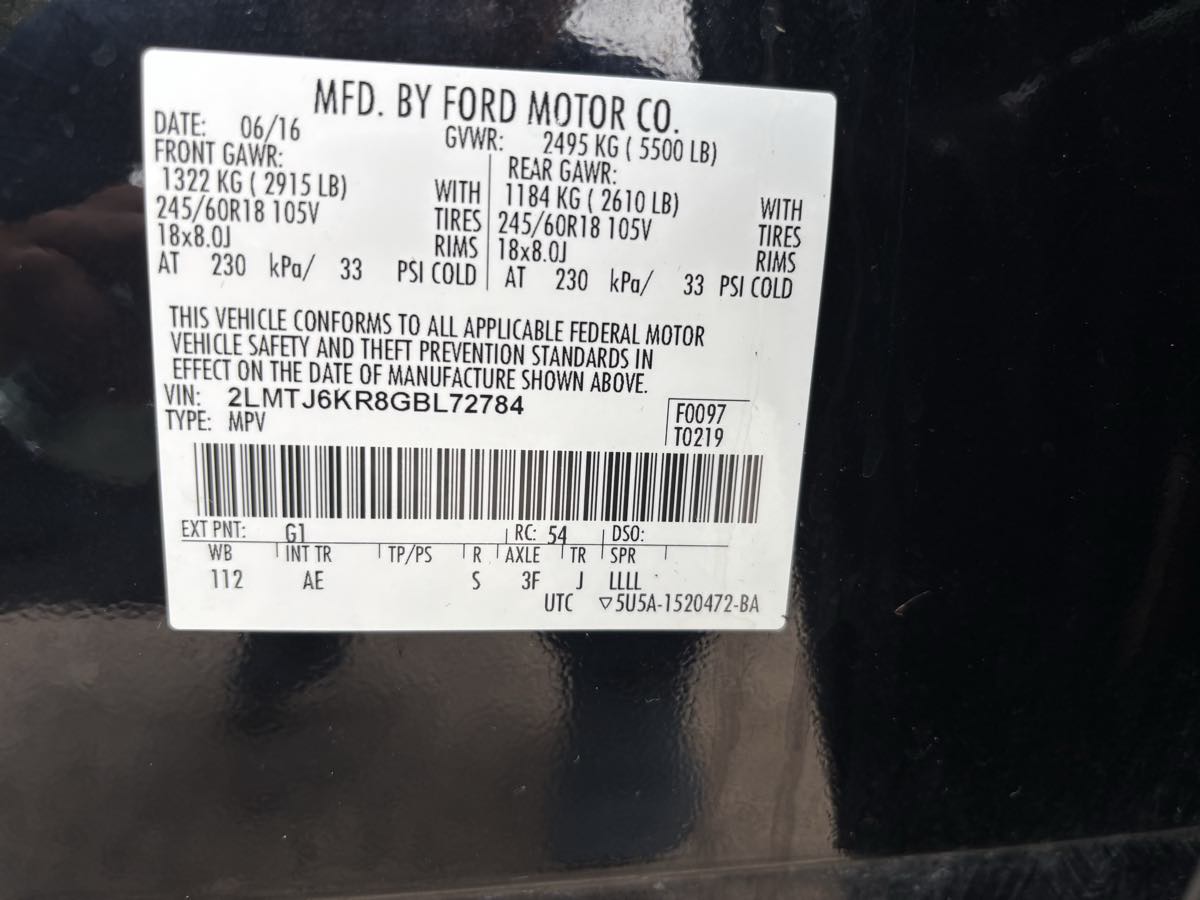 MFD. BY FORD MOTOR CO.
DATE: 06/16 GVWR: 2495 KG ( 5500 LB)
FRONT GAWR: REAR GAWR:
1322 KG ( 2915 LB) WITH 1184 KG ( 2610 LB) WITH
245/60R18 105V TIRES 245/60R18 105V TIRES
18x8.0J RIMS 18x8.0J RIMS
AT 230 kPa/ 33 PSI COLD AT 230 kPa/ 33 PSI COLD
THIS VEHICLE CONFORMS TO ALL APPLICABLE FEDERAL MOTOR
VEHICLE SAFETY AND THEFT PREVENTION STANDARDS IN
EFFECT ON THE DATE OF MANUFACTURE SHOWN ABOVE.
VIN: 2LMTJ6KR8GBL72784 F0097
TYPE: MPV T0219
EXT PNT: G1 RC: 54 DSO:
WB INT TR TP/PS R AXLE TR SPR
112 AE S 3F J LLLL
UTC ▽5U5A-1520472-BA